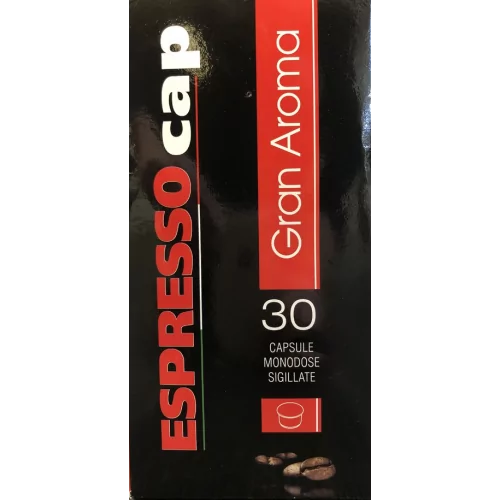 ESPRESSO cap
Gran Aroma
30
CAPSULE
MONODOSE
SIGILLATE